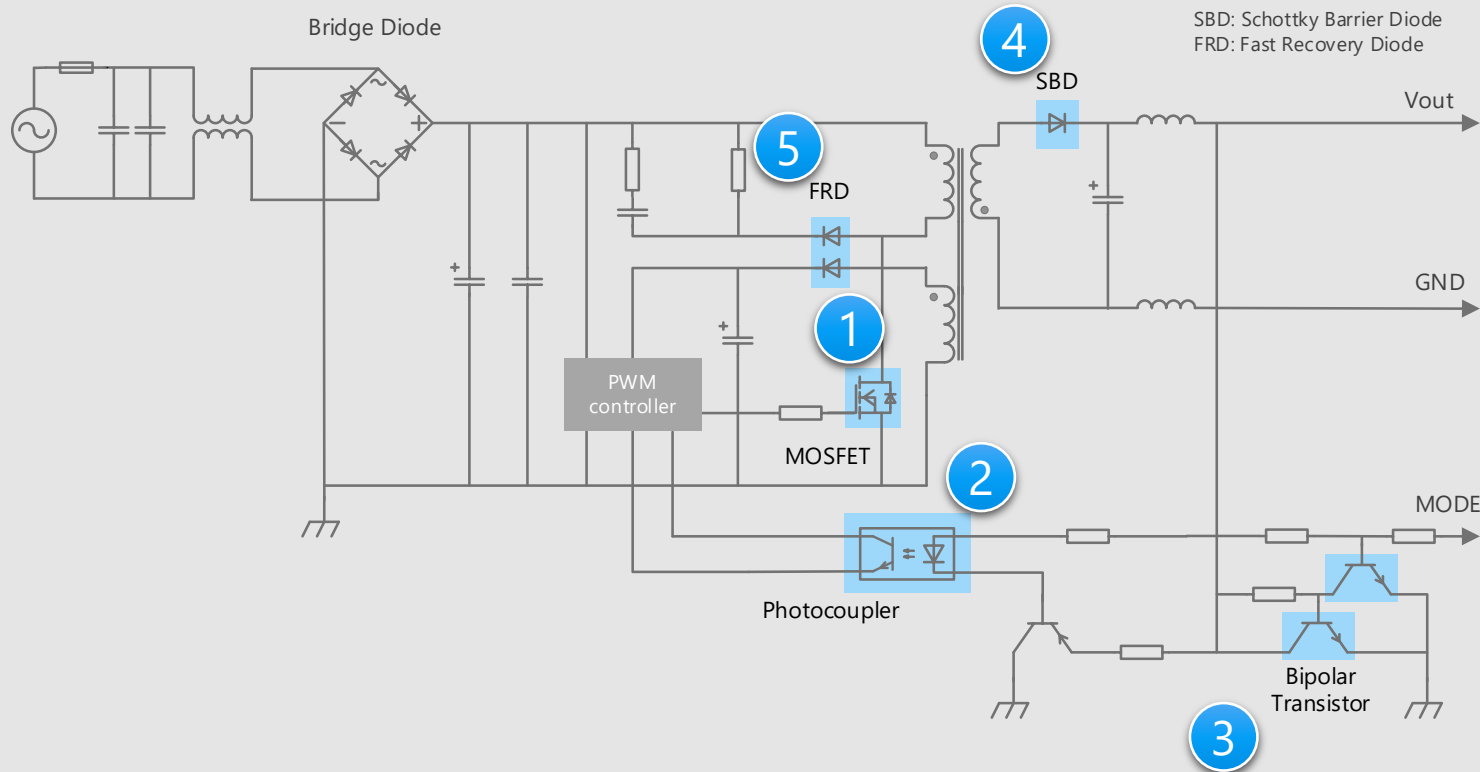 Bridge Diode
4
SBD: Schottky Barrier Diode
FRD: Fast Recovery Diode
SBD
Vout
5
FRD
GND
1
PWM
controller
MOSFET
2
MODE
Photocoupler
Bipolar
Transistor
3